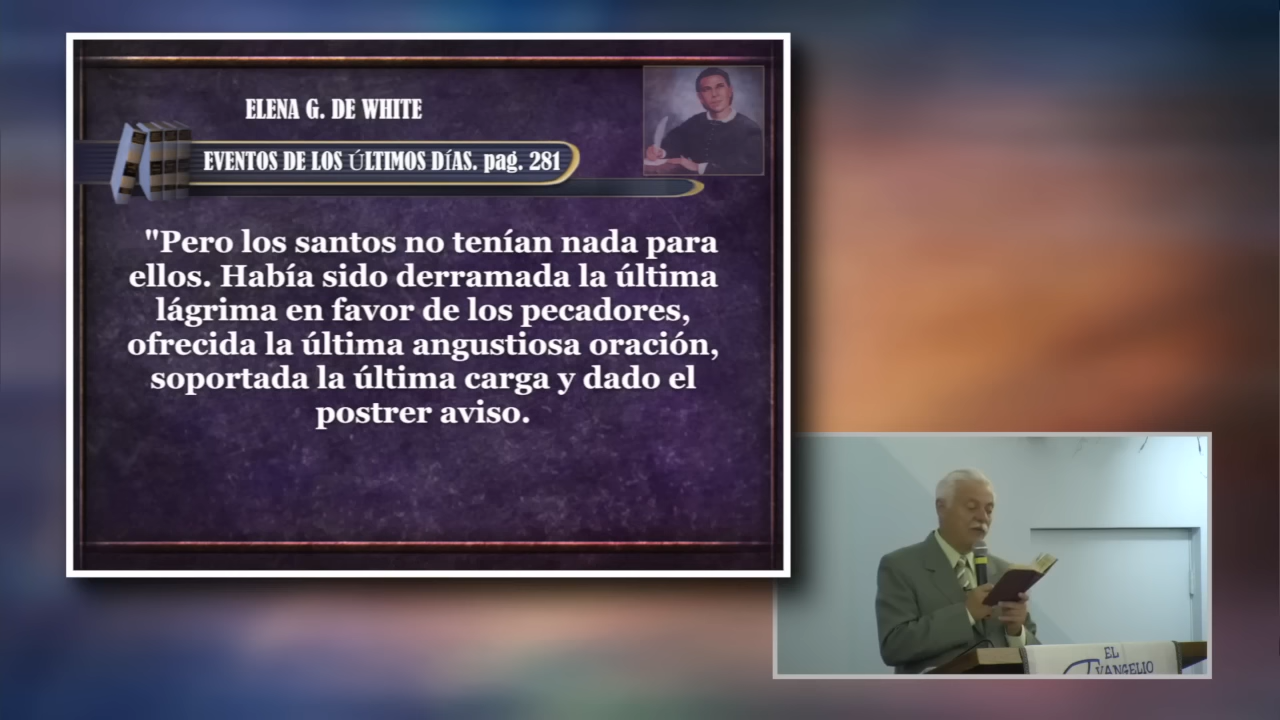 ELENA G. DE WHITE
EVENTOS DE LOS ÚLTIMOS DÍAS. pag. 281
"Pero los santos no tenían nada para
ellos. Había sido derramada la última
lágrima en favor de los pecadores,
ofrecida la última angustiosa oración,
soportada la última carga y dado el
postrer aviso.
EL
EVANGELIO